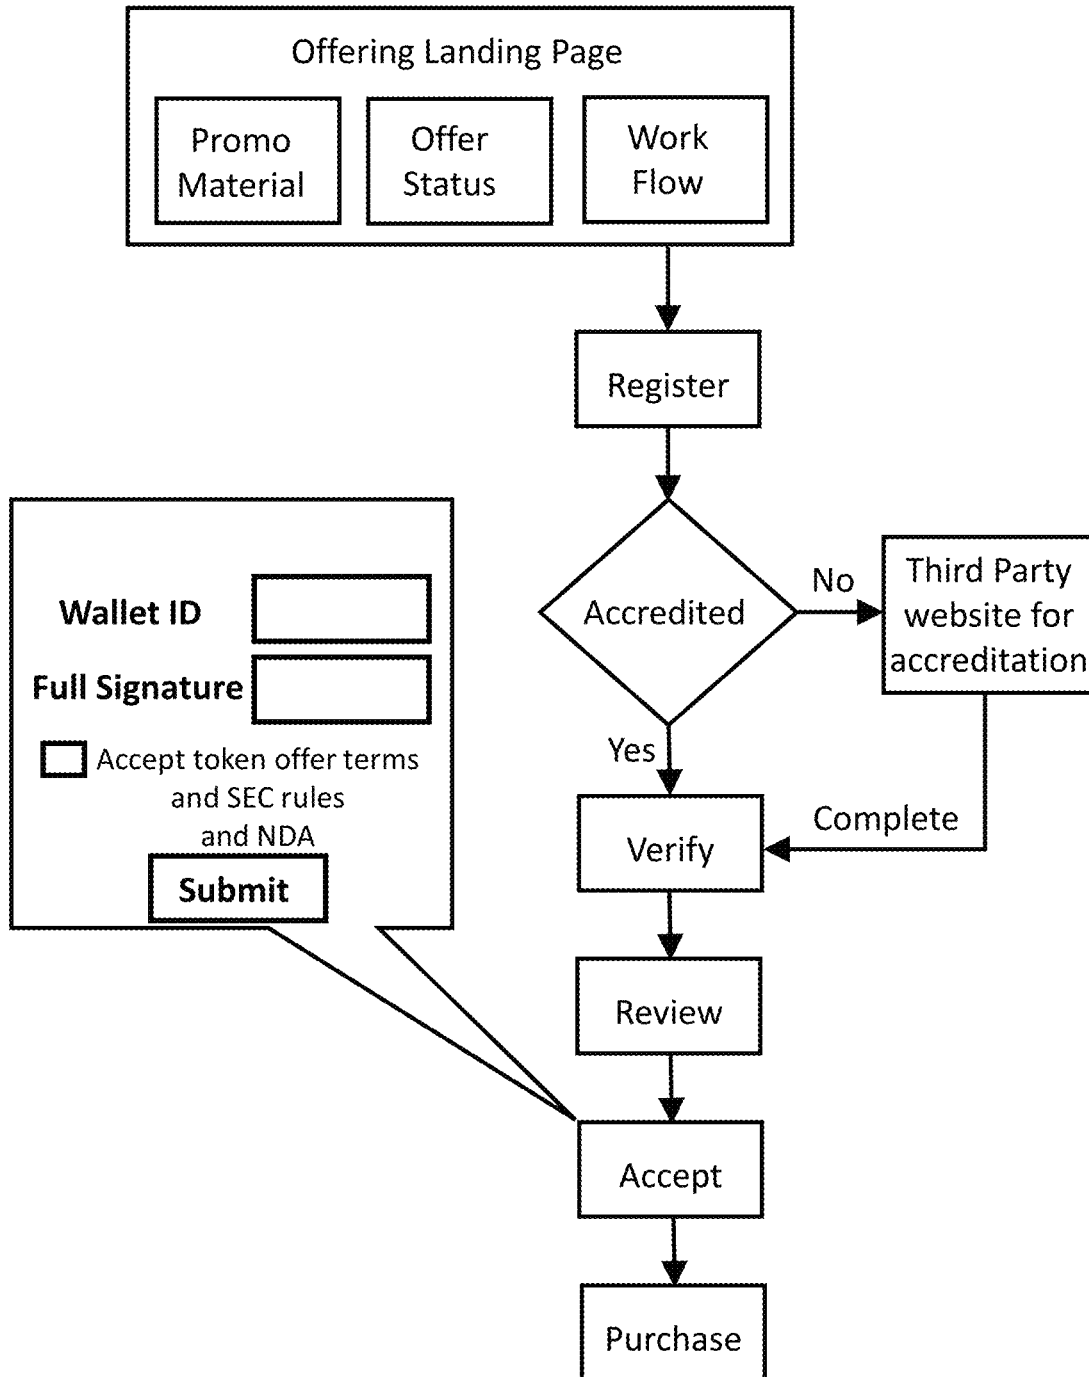 Offering Landing Page
Promo
Material
Offer
Status
Work
Flow
Register
Accredited
No
Third Party
website for
accreditation
Yes
Complete
Verify
Review
Accept
Purchase
Wallet ID
Full Signature
Accept token offer terms
and SEC rules
and NDA
Submit